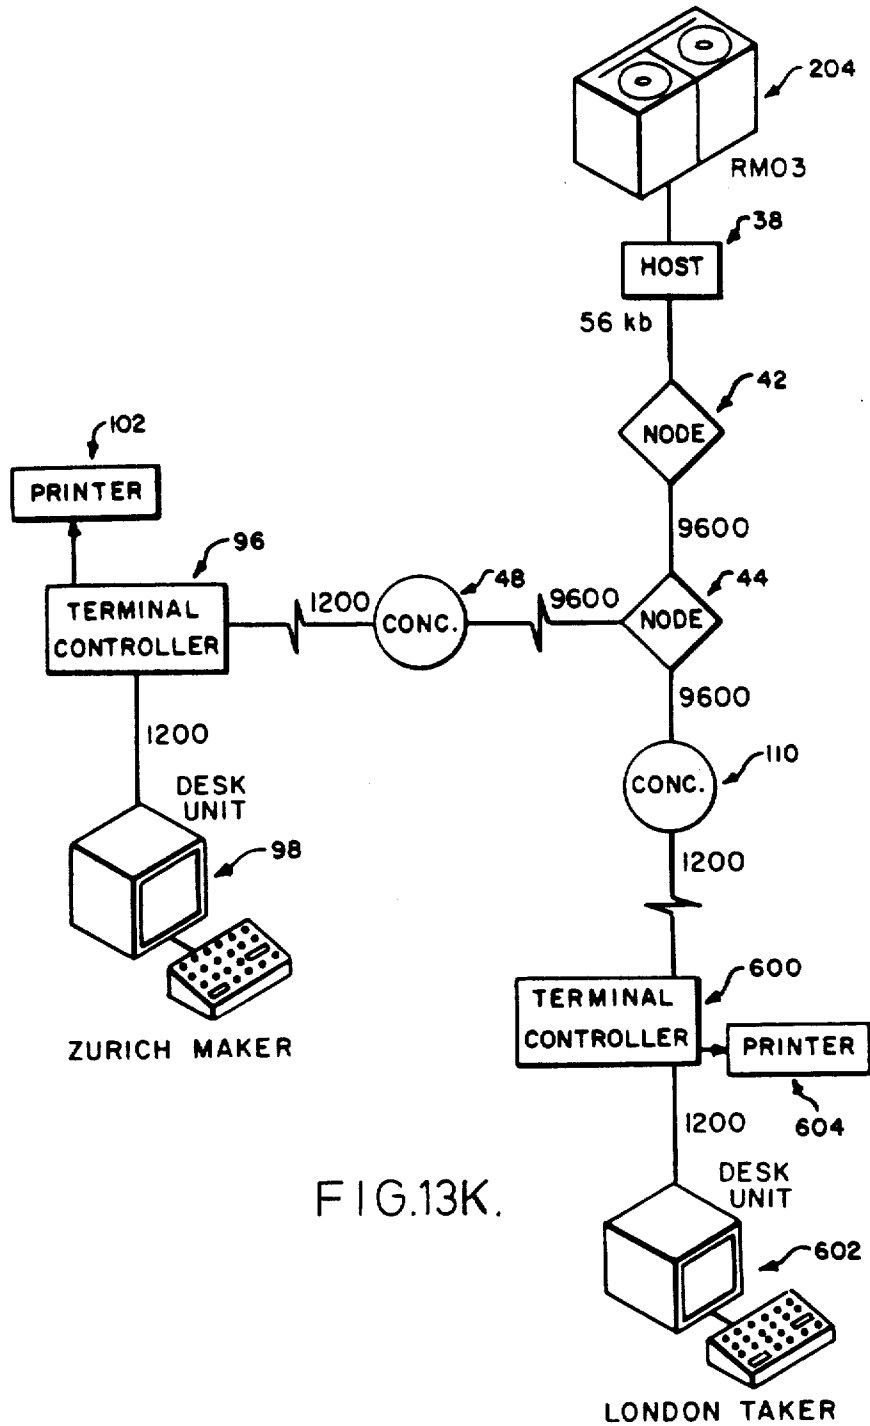 204
RM03
38
HOST
56 kb
42
NODE
102
PRINTER
9600
96
48
44
1200
9600
TERMINAL
CONTROLLER
CONC.
NODE
9600
1200
110
DESK
UNIT
CONC.
98
1200
600
TERMINAL
CONTROLLER
ZURICH MAKER
PRINTER
604
1200
DESK
UNIT
FIG.13K.
602
LONDON TAKER